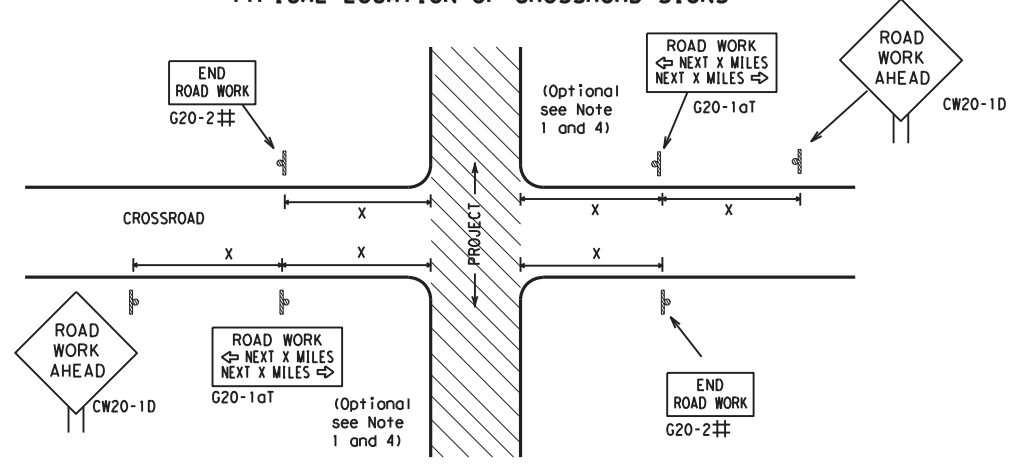 TYPICAL LOCATION OF CROSSROAD SIGNS
END
ROAD WORK
G20-2#
(Optional
see Note
1 and 4)
ROAD WORK
⇦ NEXT X MILES
NEXT X MILES ⇨
G20-1aT
ROAD
WORK
AHEAD
CW20-1D
X
X
X
CROSSROAD
PROJECT
X
X
X
ROAD
WORK
AHEAD
CW20-1D
ROAD WORK
⇦ NEXT X MILES
NEXT X MILES ⇨
G20-1aT
(Optional
see Note
1 and 4)
END
ROAD WORK
G20-2#